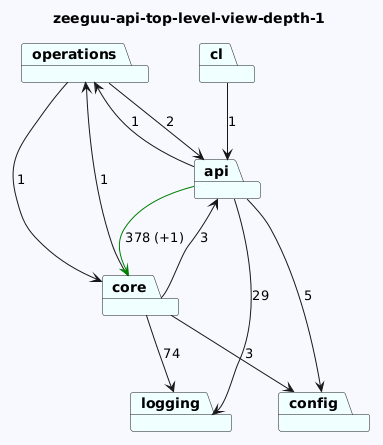 zeeguu-api-top-level-view-depth-1
operations
cl
1
2
1
api
1
1
378 (+1)
3
29
5
core
74
3
logging
config